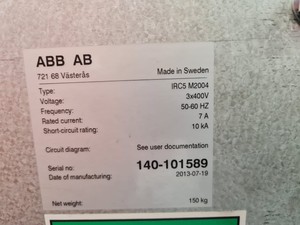 ABB AB
721 68 Västerås Made in Sweden
Type: IRC5 M2004
Voltage: 3x400V
Frequency: 50-60 HZ
Rated current: 7 A
Short-circuit rating: 10 kA
Circuit diagram: See user documentation
Serial no: 140-101589
Date of manufacturing: 2013-07-19
Net weight: 150 kg